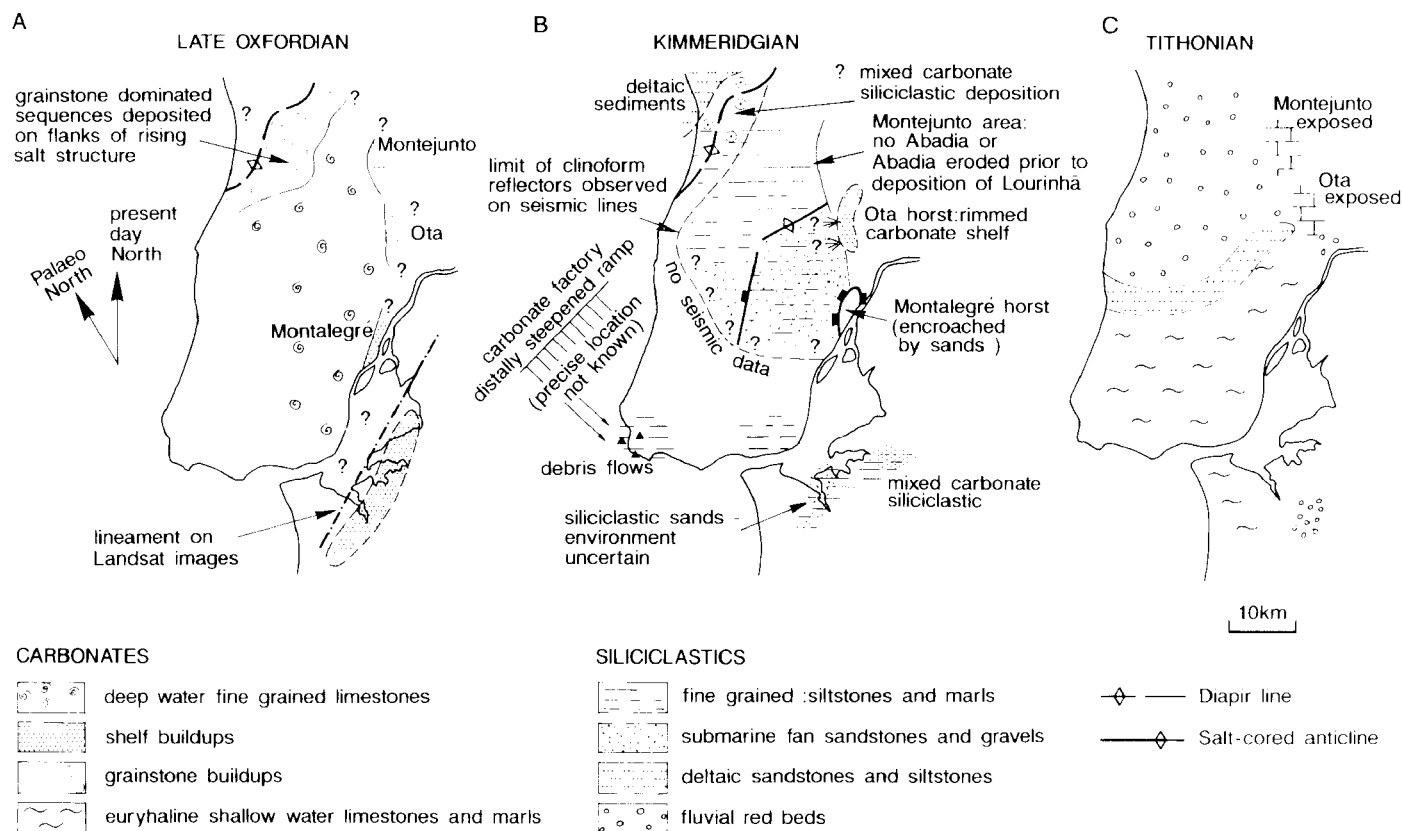 A
LATE OXFORDIAN
grainstone dominated
sequences deposited
on flanks of rising
salt structure
?
?
?
Montejunto
present
day
North
Palaeo
North
?
Ota
?
?
Montalegre
?
?
lineament on
Landsat images
B
KIMMERIDGIAN
deltaic
sediments
? mixed carbonate
siliciclastic deposition
Montejunto area:
no Abadia or
Abadia eroded prior to
deposition of Lourinhã
limit of clinoform
reflectors observed
on seismic lines
Ota horst:rimmed
carbonate shelf
?
?
?
?
?
?
?
?
no seismic data
carbonate factory
distally steepened ramp
(precise location
not known)
Montalegre horst
(encroached
by sands )
debris flows
mixed carbonate
siliciclastic
siliciclastic sands
environment
uncertain
C
TITHONIAN
Montejunto
exposed
Ota
exposed
10km
CARBONATES
deep water fine grained limestones
shelf buildups
grainstone buildups
euryhaline shallow water limestones and marls
SILICICLASTICS
fine grained :siltstones and marls
submarine fan sandstones and gravels
deltaic sandstones and siltstones
fluvial red beds
Diapir line
Salt-cored anticline